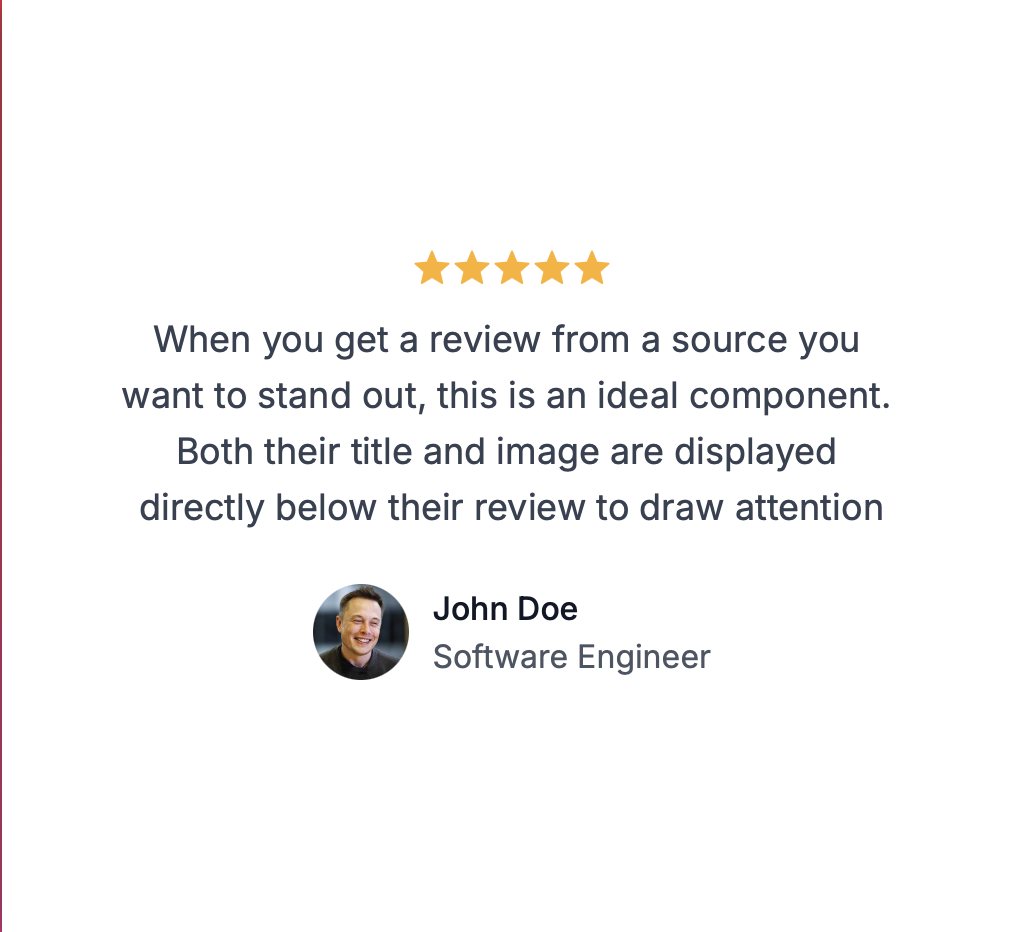 When you get a review from a source you
want to stand out, this is an ideal component.
Both their title and image are displayed
directly below their review to draw attention
John Doe
Software Engineer